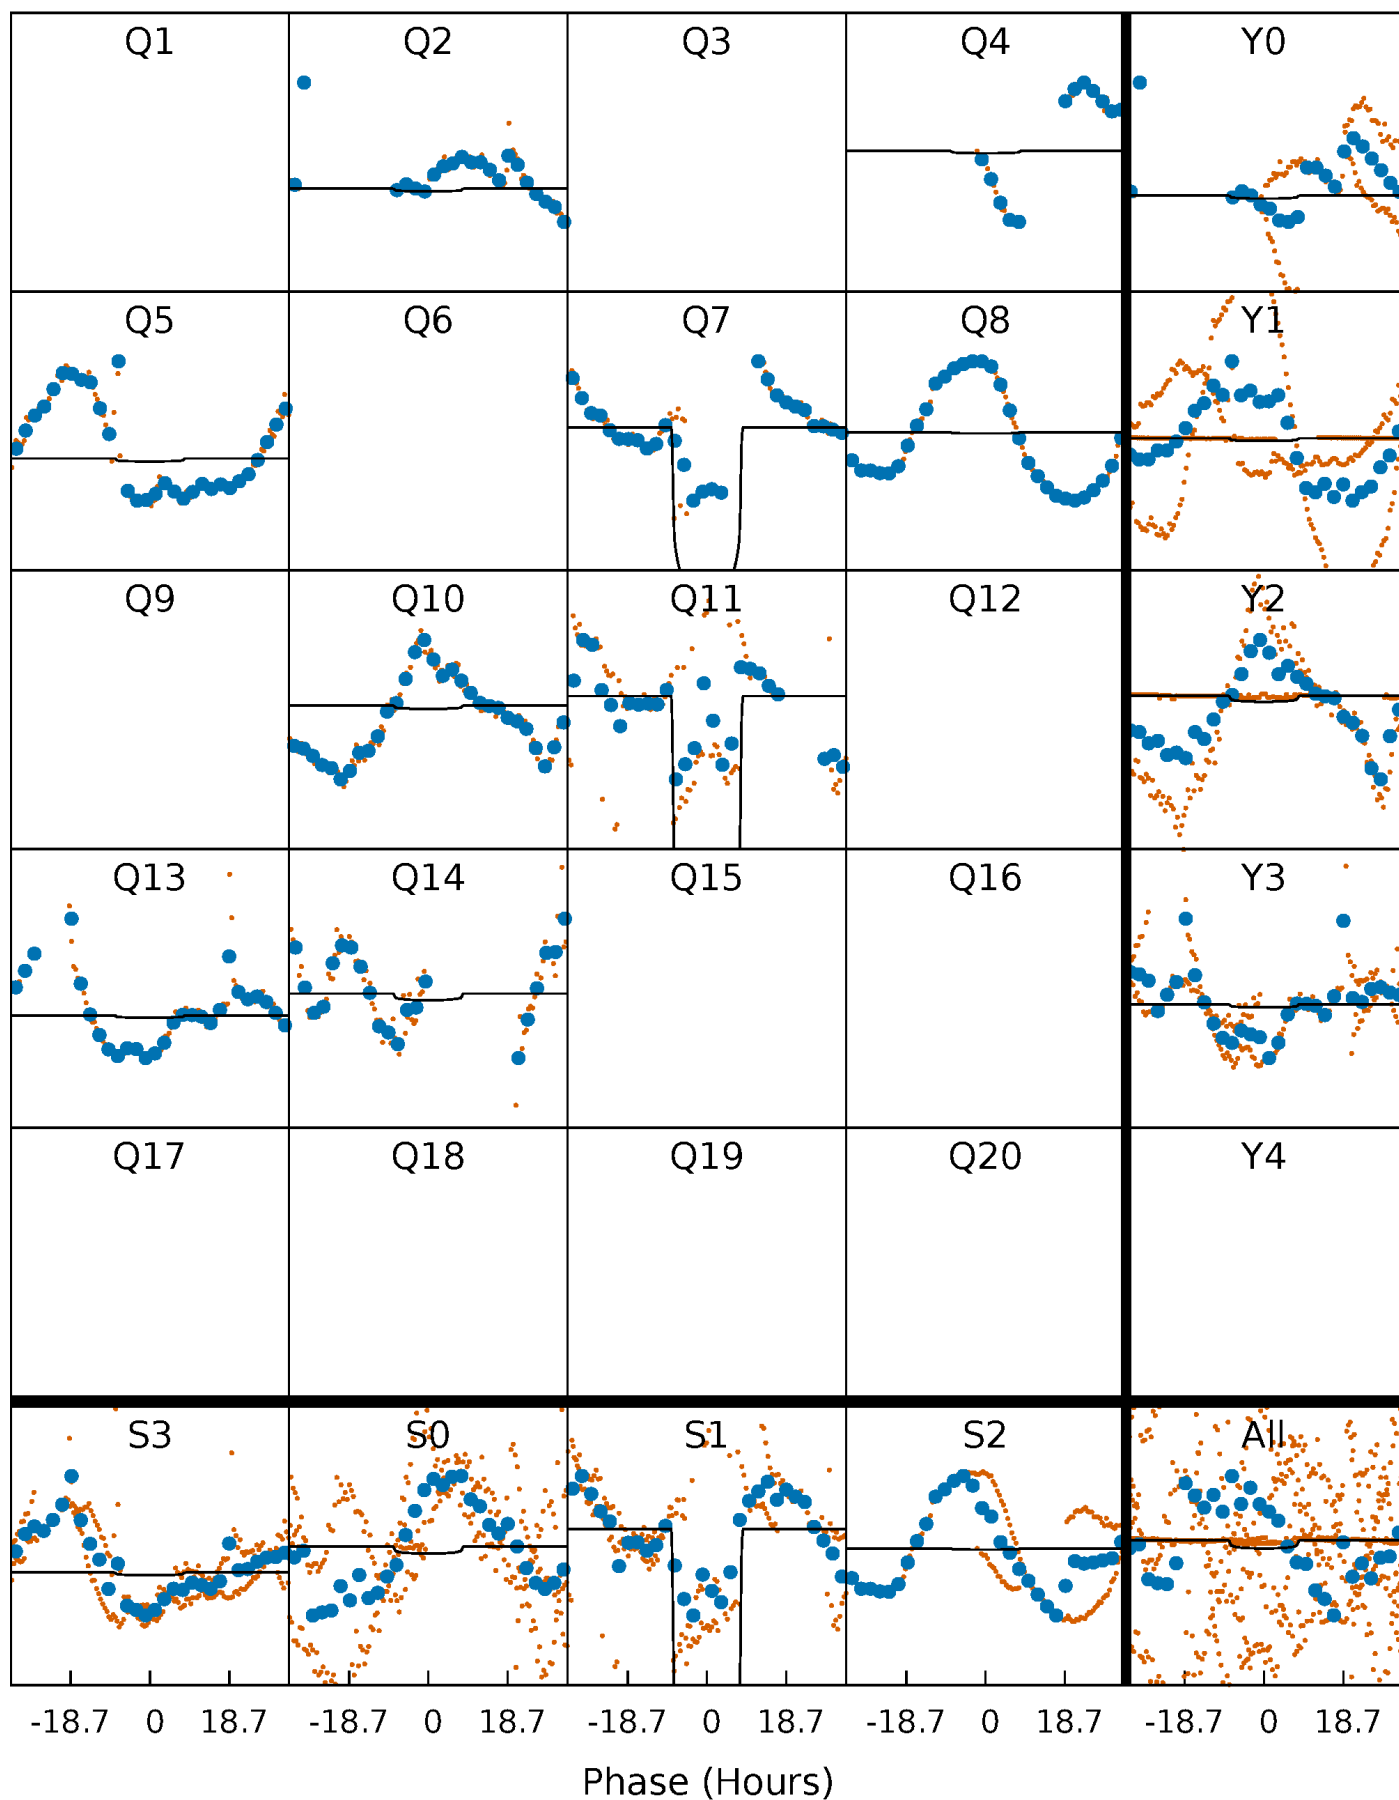 Q1 Q2 Q3 Q4 Y0
Q5 Q6 Q7 Q8 Y1
Q9 Q10 Q11 Q12 Y2
Q13 Q14 Q15 Q16 Y3
Q17 Q18 Q19 Q20 Y4
S3 S0 S1 S2 All
-18.7 0 18.7 -18.7 0 18.7 -18.7 0 18.7 -18.7 0 18.7 -18.7 0 18.7
Phase (Hours)